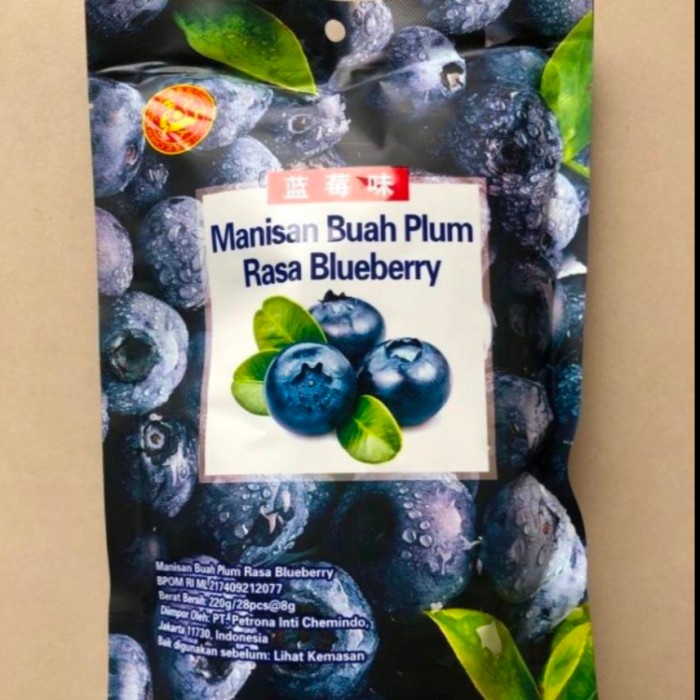 蓝莓味
Manisan Buah Plum
Rasa Blueberry
Manisan Buah Plum Rasa Blueberry
BPOM RI ML 217409212077
Berat Bersih: 220g/28pcs@8g
Diimpor Oleh: PT. Petrona Inti Chemindo,
Jakarta 11730, Indonesia
Baik digunakan sebelum: Lihat Kemasan